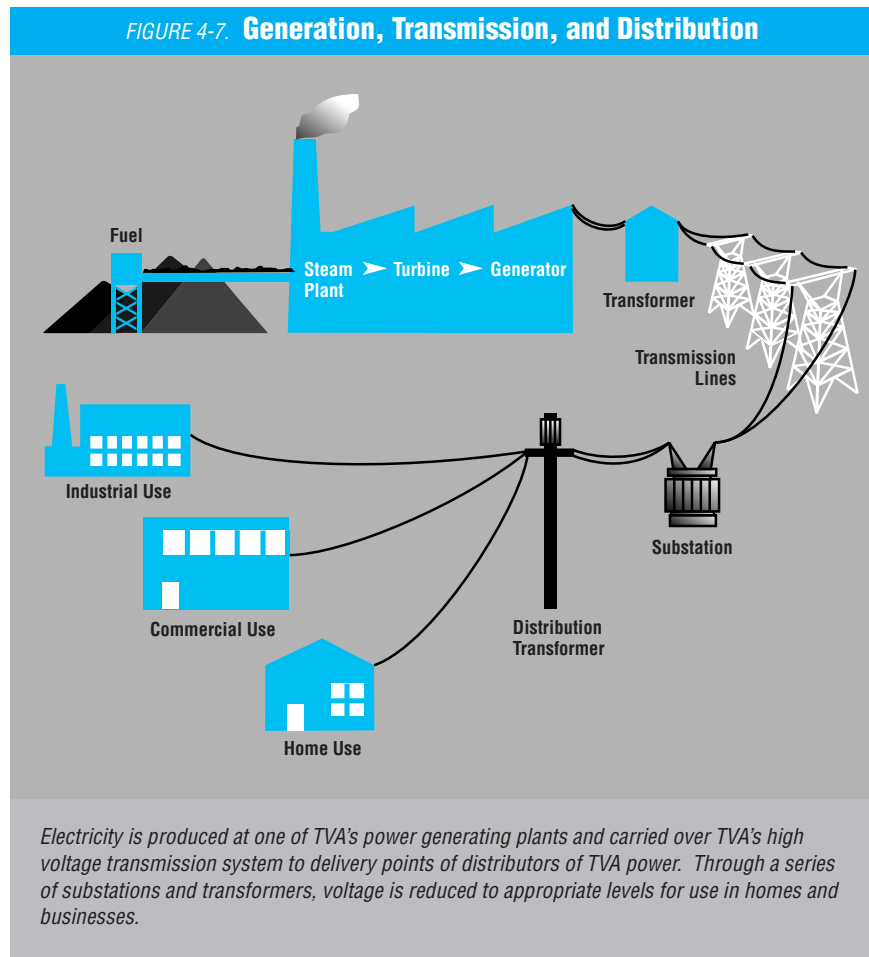 FIGURE 4-7. Generation, Transmission, and Distribution
Fuel
Steam
Plant
Turbine
Generator
Transformer
Transmission
Lines
Industrial Use
Substation
Commercial Use
Distribution
Transformer
Home Use
Electricity is produced at one of TVA's power generating plants and carried over TVA's high
voltage transmission system to delivery points of distributors of TVA power. Through a series
of substations and transformers, voltage is reduced to appropriate levels for use in homes and
businesses.